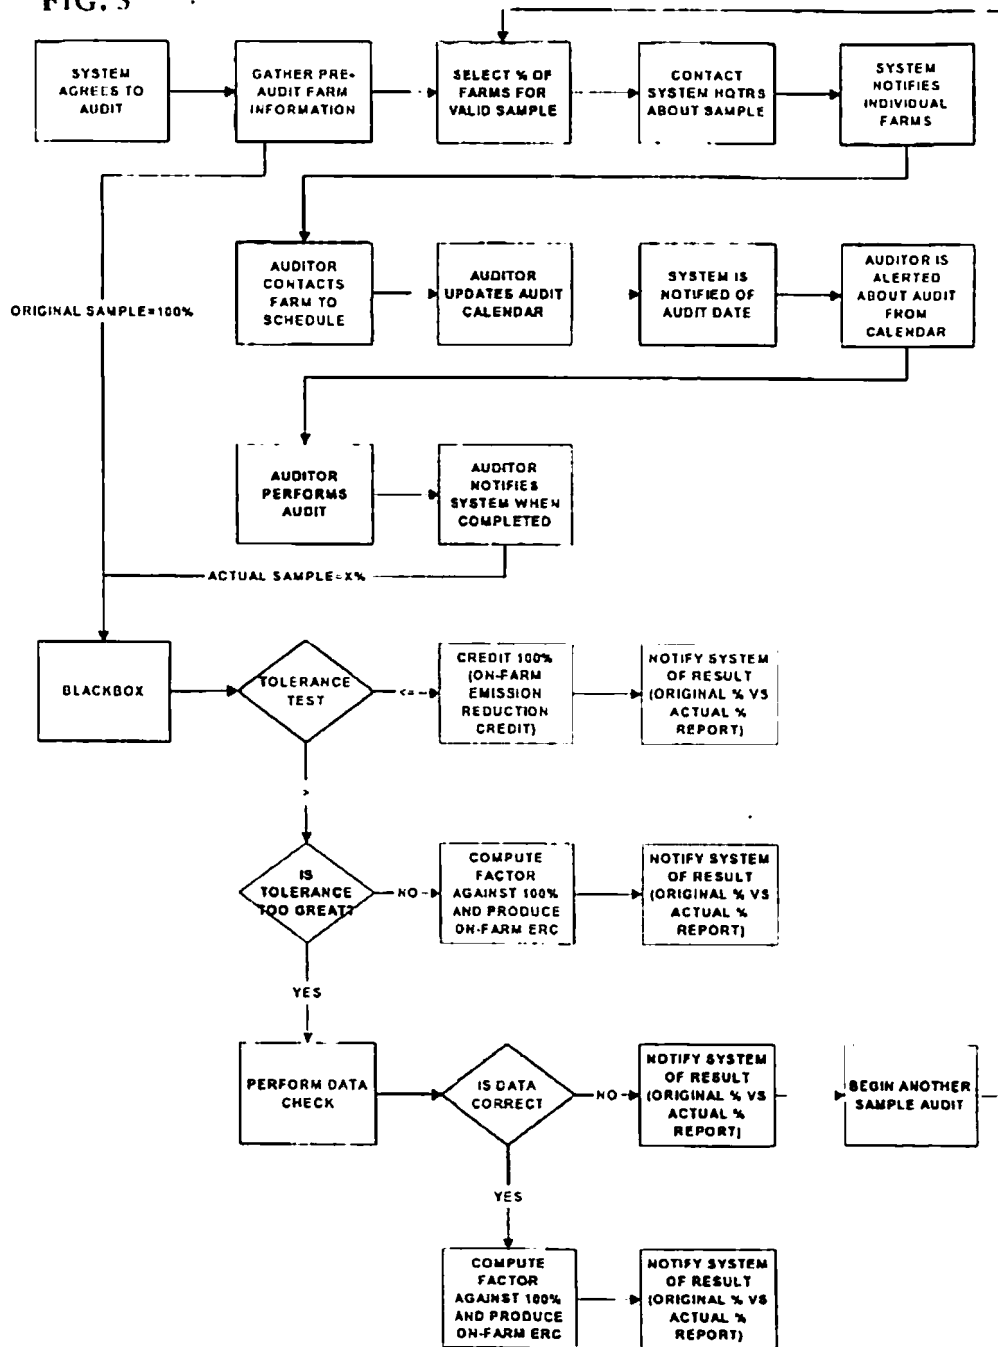 FIG. 3
SYSTEM
AGREES TO
AUDIT
GATHER PRE-
AUDIT FARM
INFORMATION
SELECT % OF
FARMS FOR
VALID SAMPLE
CONTACT
SYSTEM HQTRS
ABOUT SAMPLE
SYSTEM
NOTIFIES
INDIVIDUAL
FARMS
ORIGINAL SAMPLE=100%
AUDITOR
CONTACTS
FARM TO
SCHEDULE
AUDITOR
UPDATES AUDIT
CALENDAR
SYSTEM IS
NOTIFIED OF
AUDIT DATE
AUDITOR IS
ALERTED
ABOUT AUDIT
FROM
CALENDAR
AUDITOR
PERFORMS
AUDIT
AUDITOR
NOTIFIES
SYSTEM WHEN
COMPLETED
ACTUAL SAMPLE=X%
BLACKBOX
TOLERANCE
TEST
<=
CREDIT 100%
(ON-FARM
EMISSION
REDUCTION
CREDIT)
NOTIFY SYSTEM
OF RESULT
(ORIGINAL % VS
ACTUAL %
REPORT)
>
IS
TOLERANCE
TOO GREAT?
NO
COMPUTE
FACTOR
AGAINST 100%
AND PRODUCE
ON-FARM ERC
NOTIFY SYSTEM
OF RESULT
(ORIGINAL % VS
ACTUAL %
REPORT)
YES
PERFORM DATA
CHECK
IS DATA
CORRECT
NO
NOTIFY SYSTEM
OF RESULT
(ORIGINAL % VS
ACTUAL %
REPORT)
BEGIN ANOTHER
SAMPLE AUDIT
YES
COMPUTE
FACTOR
AGAINST 100%
AND PRODUCE
ON-FARM ERC
NOTIFY SYSTEM
OF RESULT
(ORIGINAL % VS
ACTUAL %
REPORT)